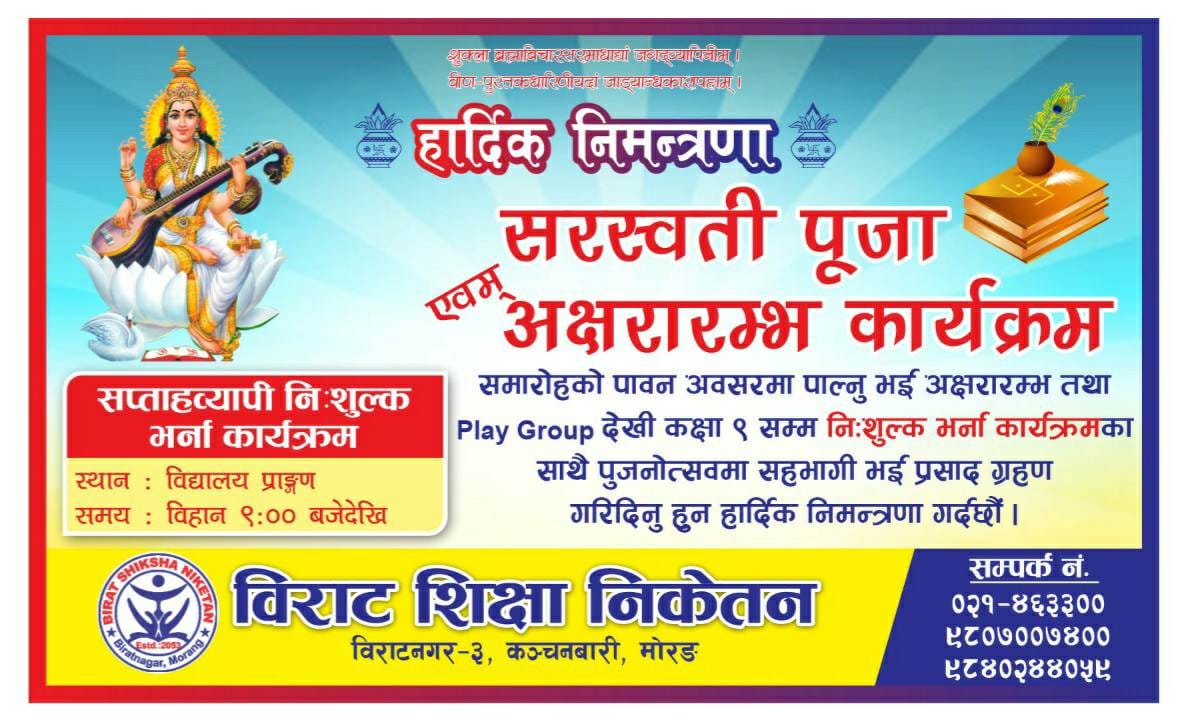 शुक्लां ब्रह्मविचारसारमाद्यां जगद्व्यापिनीम् ।
वीणा-पुस्तकधारिणीमभयदां जाड्यान्धकारापहाम् ।
हार्दिक निमन्त्रणा
सरस्वती पूजा
एवम्
अक्षरारम्भ कार्यक्रम
समारोहको पावन अवसरमा पाल्नु भई अक्षरारम्भ तथा
Play Group देखी कक्षा ९ सम्म नि:शुल्क भर्ना कार्यक्रमका
साथै पुजनोत्सवमा सहभागी भई प्रसाद ग्रहण
गरिदिनु हुन हार्दिक निमन्त्रणा गर्दछौं ।
सप्ताहव्यापी नि:शुल्क
भर्ना कार्यक्रम
स्थान : विद्यालय प्राङ्गण
समय : विहान ९:०० बजेदेखि
BIRAT SHIKSHA NIKETAN
Estd.:2053
Biratnagar, Morang
विराट शिक्षा निकेतन
विराटनगर-३, कञ्चनबारी, मोरङ
सम्पर्क नं.
०२१-४६३३००
९८०७००७४००
९८४०२४४०५९